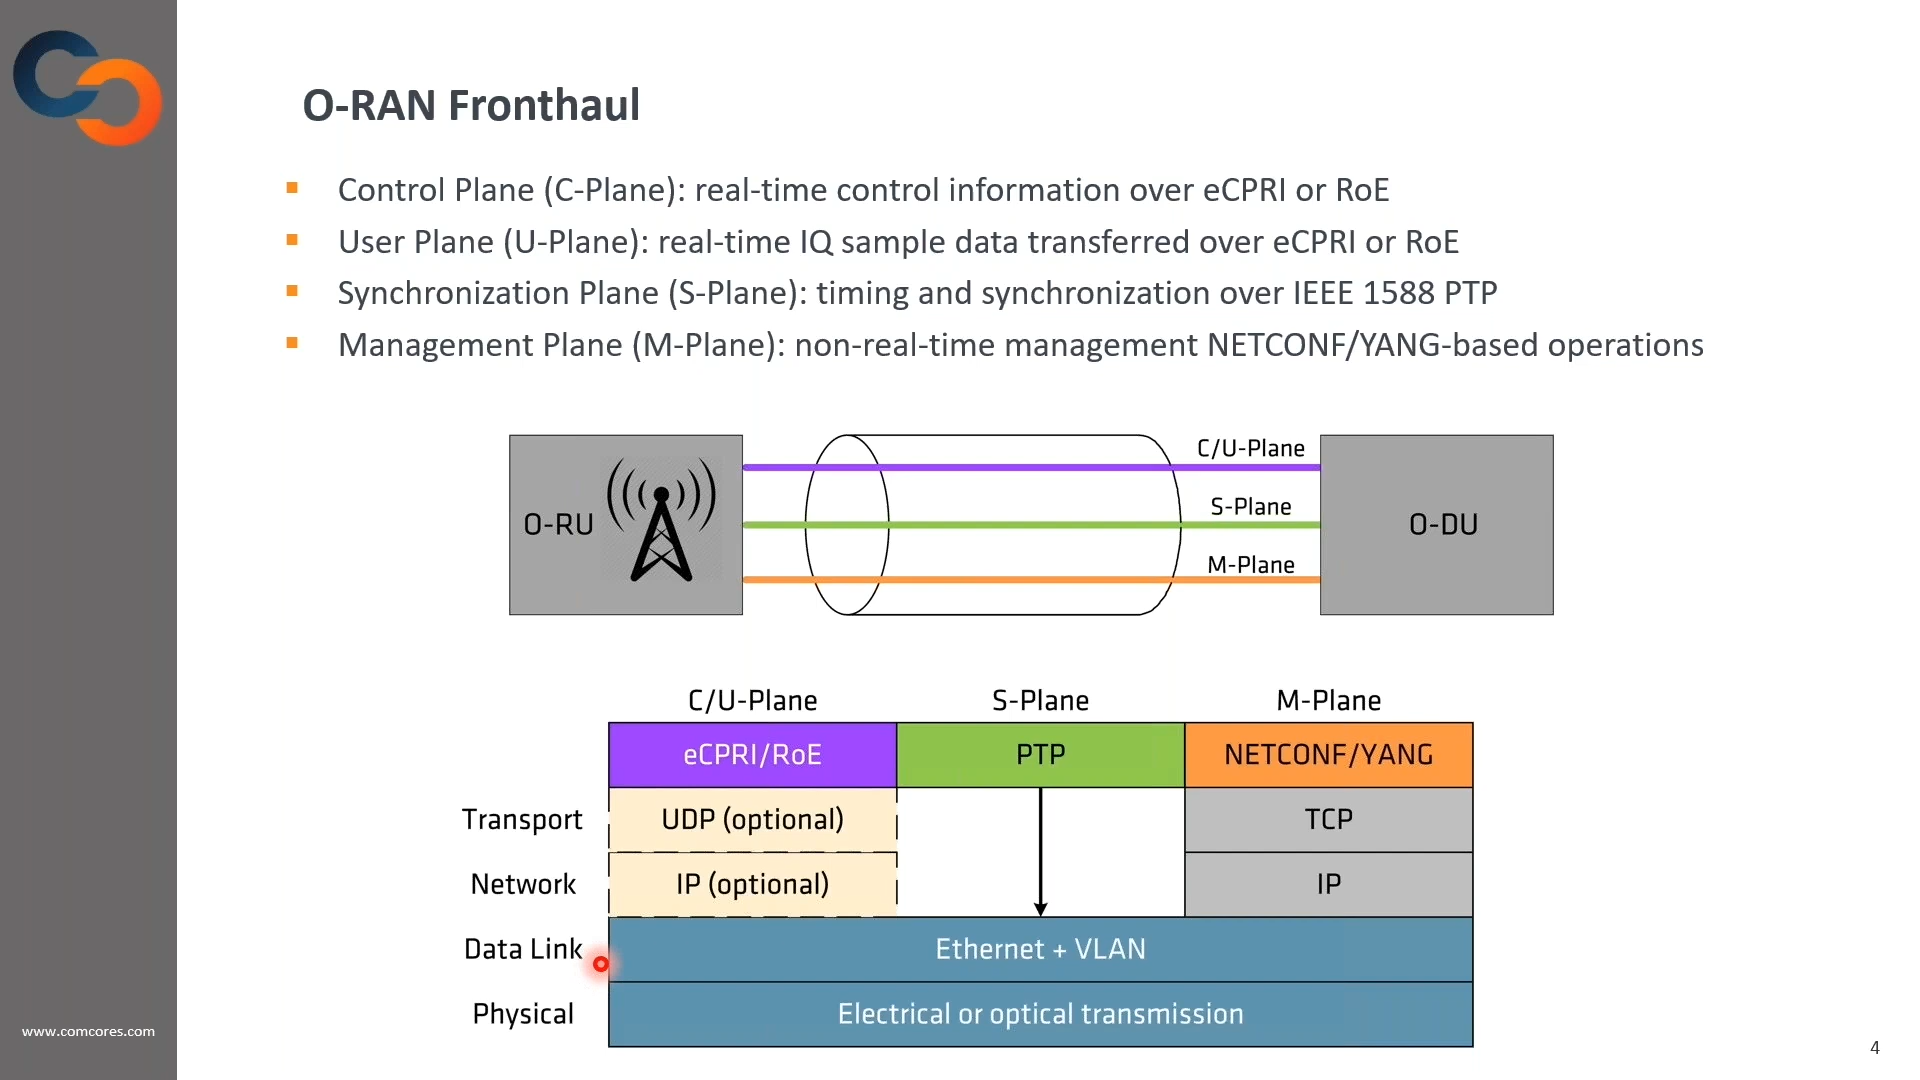 O-RAN Fronthaul
Control Plane (C-Plane): real-time control information over eCPRI or RoE
User Plane (U-Plane): real-time IQ sample data transferred over eCPRI or RoE
Synchronization Plane (S-Plane): timing and synchronization over IEEE 1588 PTP
Management Plane (M-Plane): non-real-time management NETCONF/YANG-based operations
C/U-Plane
S-Plane
O-RU
O-DU
M-Plane
C/U-Plane S-Plane M-Plane
eCPRI/RoE PTP NETCONF/YANG
Transport UDP (optional) TCP
Network IP (optional) IP
Data Link Ethernet + VLAN
Physical Electrical or optical transmission
www.comcores.com
4